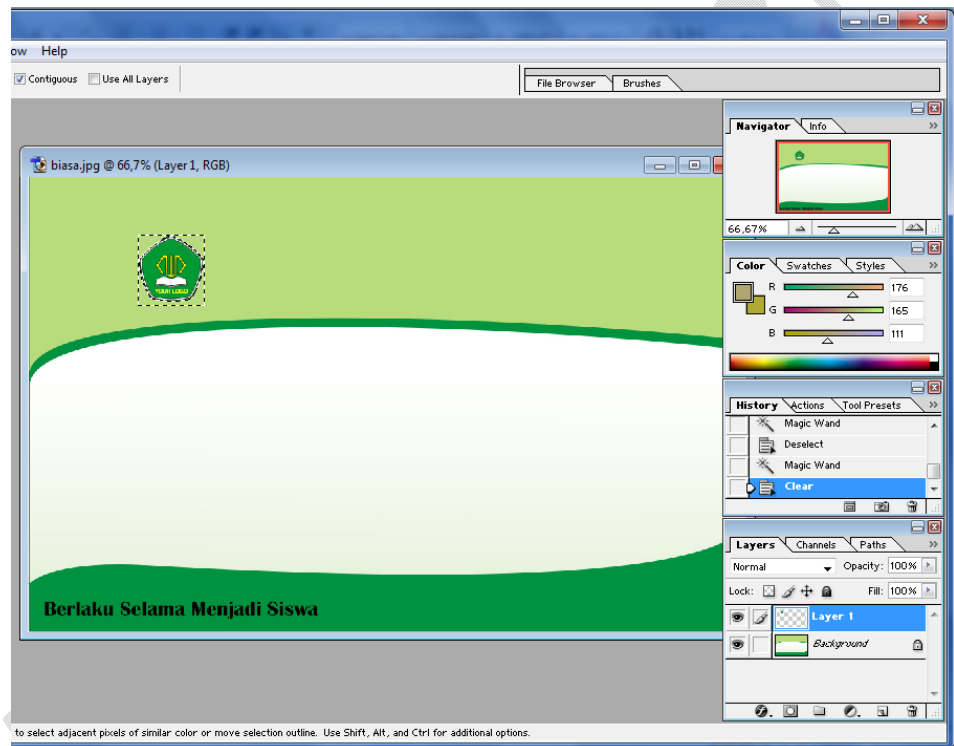 ow Help
Contiguous Use All Layers
File Browser Brushes
Navigator Info
66,67%
biasa.jpg @ 66,7% (Layer 1, RGB)
YOUR LOGO
Berlaku Selama Menjadi Siswa
Color Swatches Styles
R 176
G 165
B 111
History Actions Tool Presets
Magic Wand
Deselect
Magic Wand
Clear
Layers Channels Paths
Normal Opacity: 100%
Lock: Fill: 100%
Layer 1
Background
to select adjacent pixels of similar color or move selection outline. Use Shift, Alt, and Ctrl for additional options.